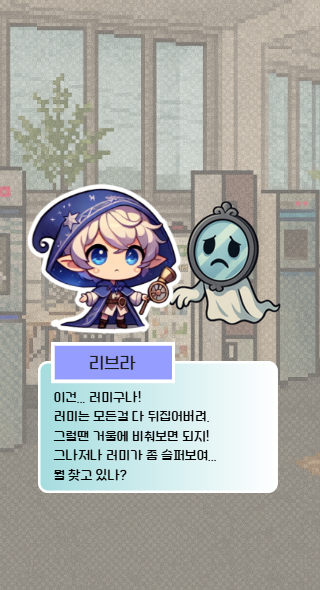 리브라
이건... 러미구나!
러미는 모든걸 다 뒤집어버려.
그럴땐 거울에 비춰보면 되지!
그나저나 러미가 좀 슬퍼보여...
뭘 찾고 있나?